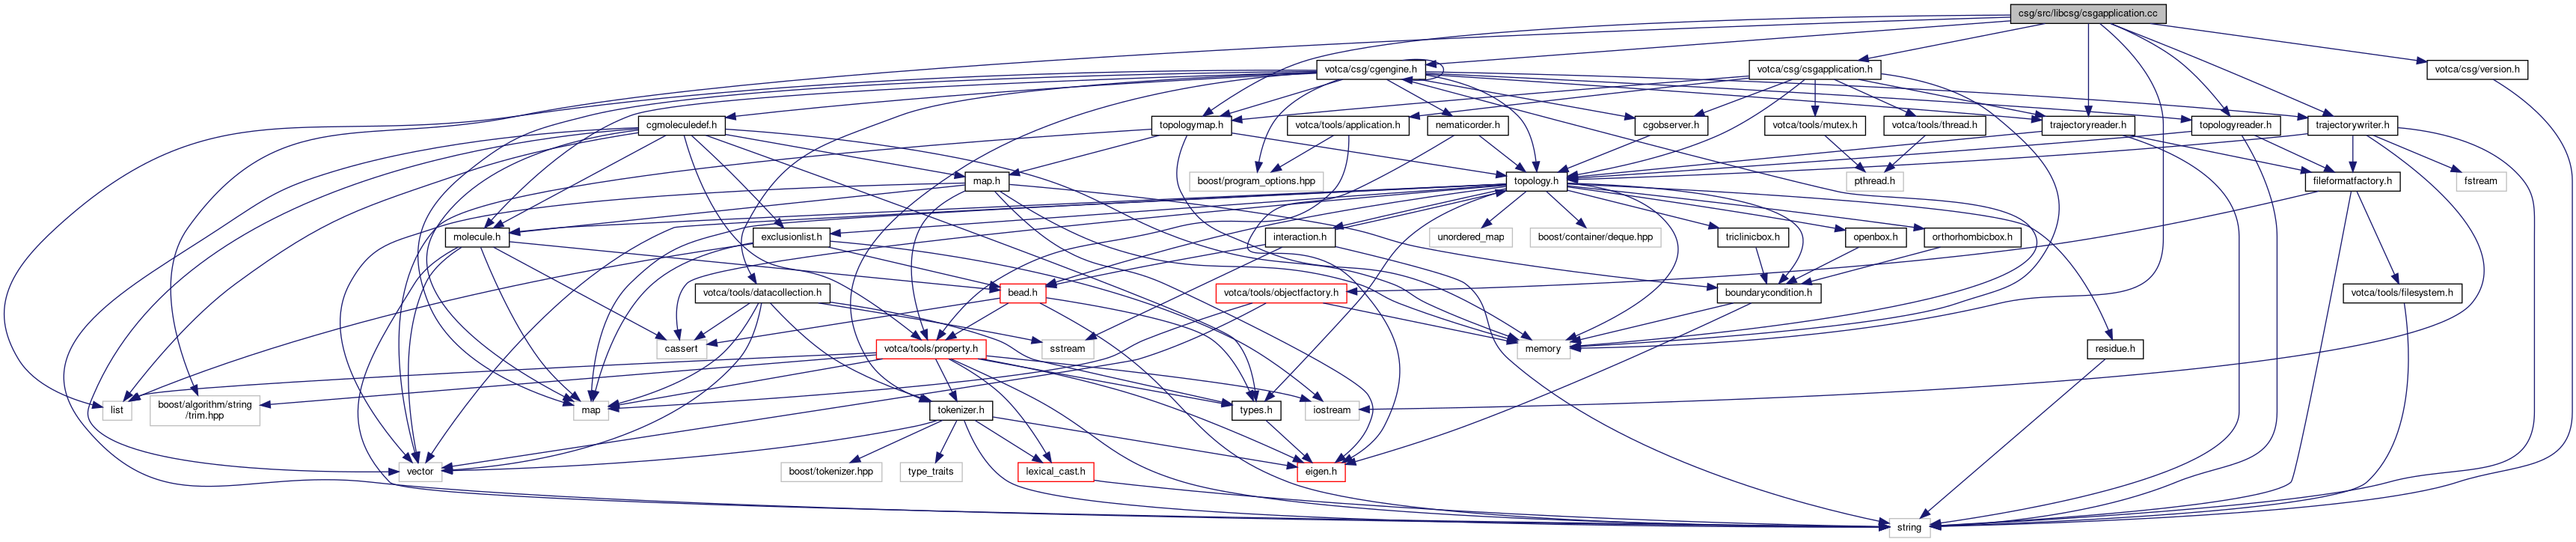 csg/src/libcsg/csgapplication.cc
votca/csg/cgengine.h
votca/csg/csgapplication.h
votca/csg/version.h
cgmoleculedef.h
topologymap.h
votca/tools/application.h
nematicorder.h
cgobserver.h
votca/tools/mutex.h
votca/tools/thread.h
trajectoryreader.h
topologyreader.h
trajectorywriter.h
map.h
boost/program_options.hpp
topology.h
pthread.h
fileformatfactory.h
fstream
molecule.h
exclusionlist.h
interaction.h
unordered_map
boost/container/deque.hpp
triclinicbox.h
openbox.h
orthorhombicbox.h
votca/tools/datacollection.h
bead.h
votca/tools/objectfactory.h
boundarycondition.h
votca/tools/filesystem.h
cassert
votca/tools/property.h
sstream
memory
residue.h
list
boost/algorithm/string
/trim.hpp
map
tokenizer.h
types.h
iostream
vector
boost/tokenizer.hpp
type_traits
lexical_cast.h
eigen.h
string